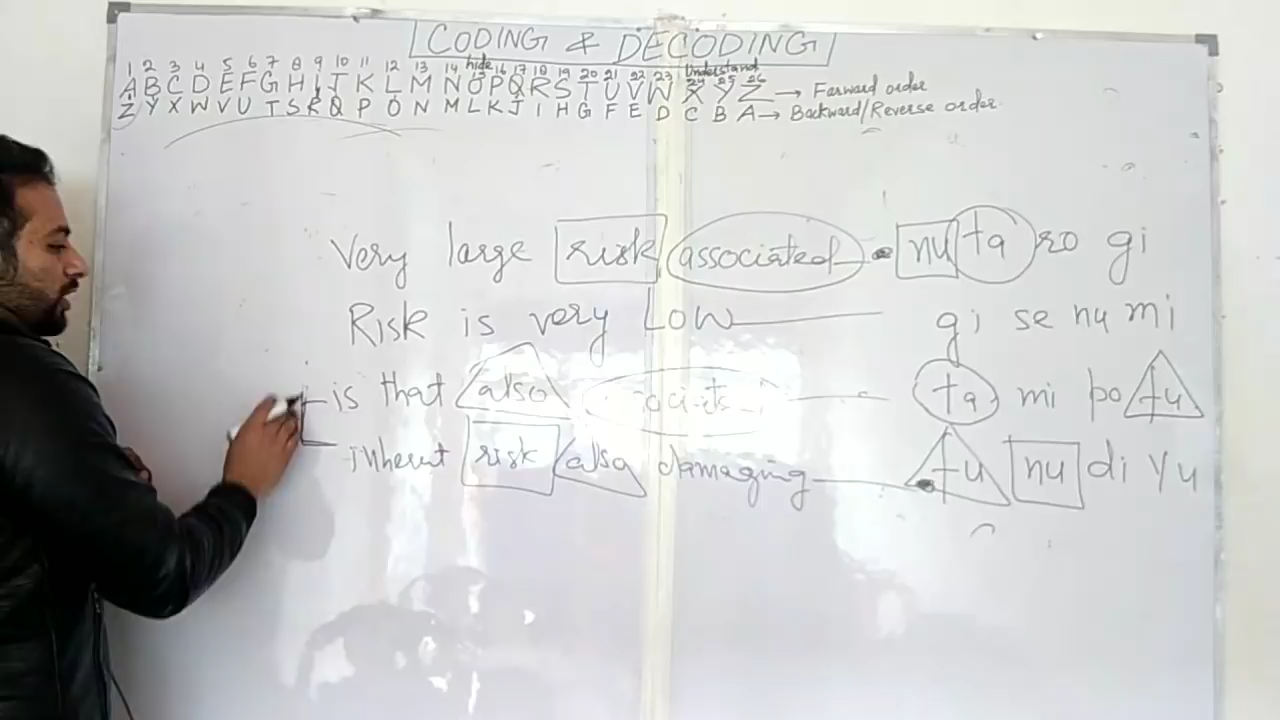 CODING & DECODING
hide Understand
1 2 3 4 5 6 7 8 9 10 11 12 13 14 15 16 17 18 19 20 21 22 23 24 25 26
A B C D E F G H I J K L M N O P Q R S T U V W X Y Z → Forward order
Z Y X W V U T S R Q P O N M L K J I H G F E D C B A → Backward/Reverse order
Very large risk associated - nu ta ro gi
Risk is very Low gi se nu mi
is that also ta mi po fu
inherent risk also damaging fu nu di yu